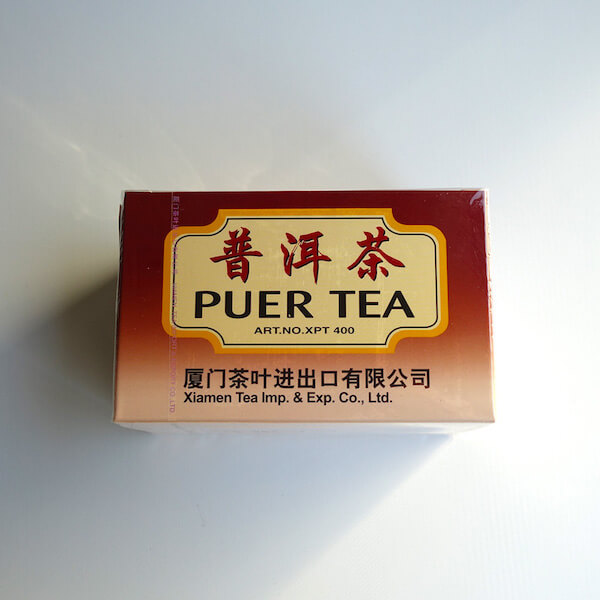 普洱茶
PUER TEA
ART.NO.XPT 400
厦门茶叶进出口有限公司
Xiamen Tea Imp. & Exp. Co., Ltd.